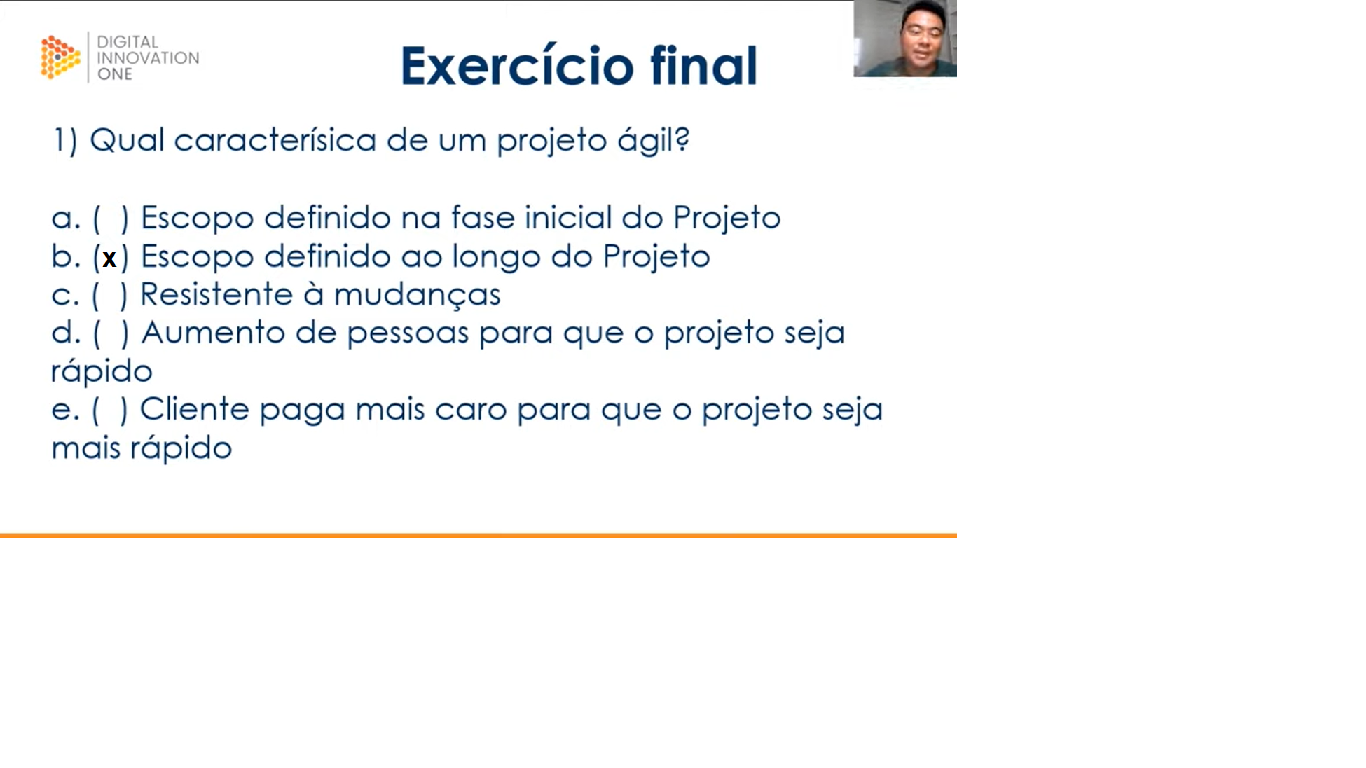 DIGITAL
INNOVATION
ONE
Exercício final
1) Qual caracterísica de um projeto ágil?
a. (  ) Escopo definido na fase inicial do Projeto
b. (x) Escopo definido ao longo do Projeto
c. (  ) Resistente à mudanças
d. (  ) Aumento de pessoas para que o projeto seja
rápido
e. (  ) Cliente paga mais caro para que o projeto seja
mais rápido